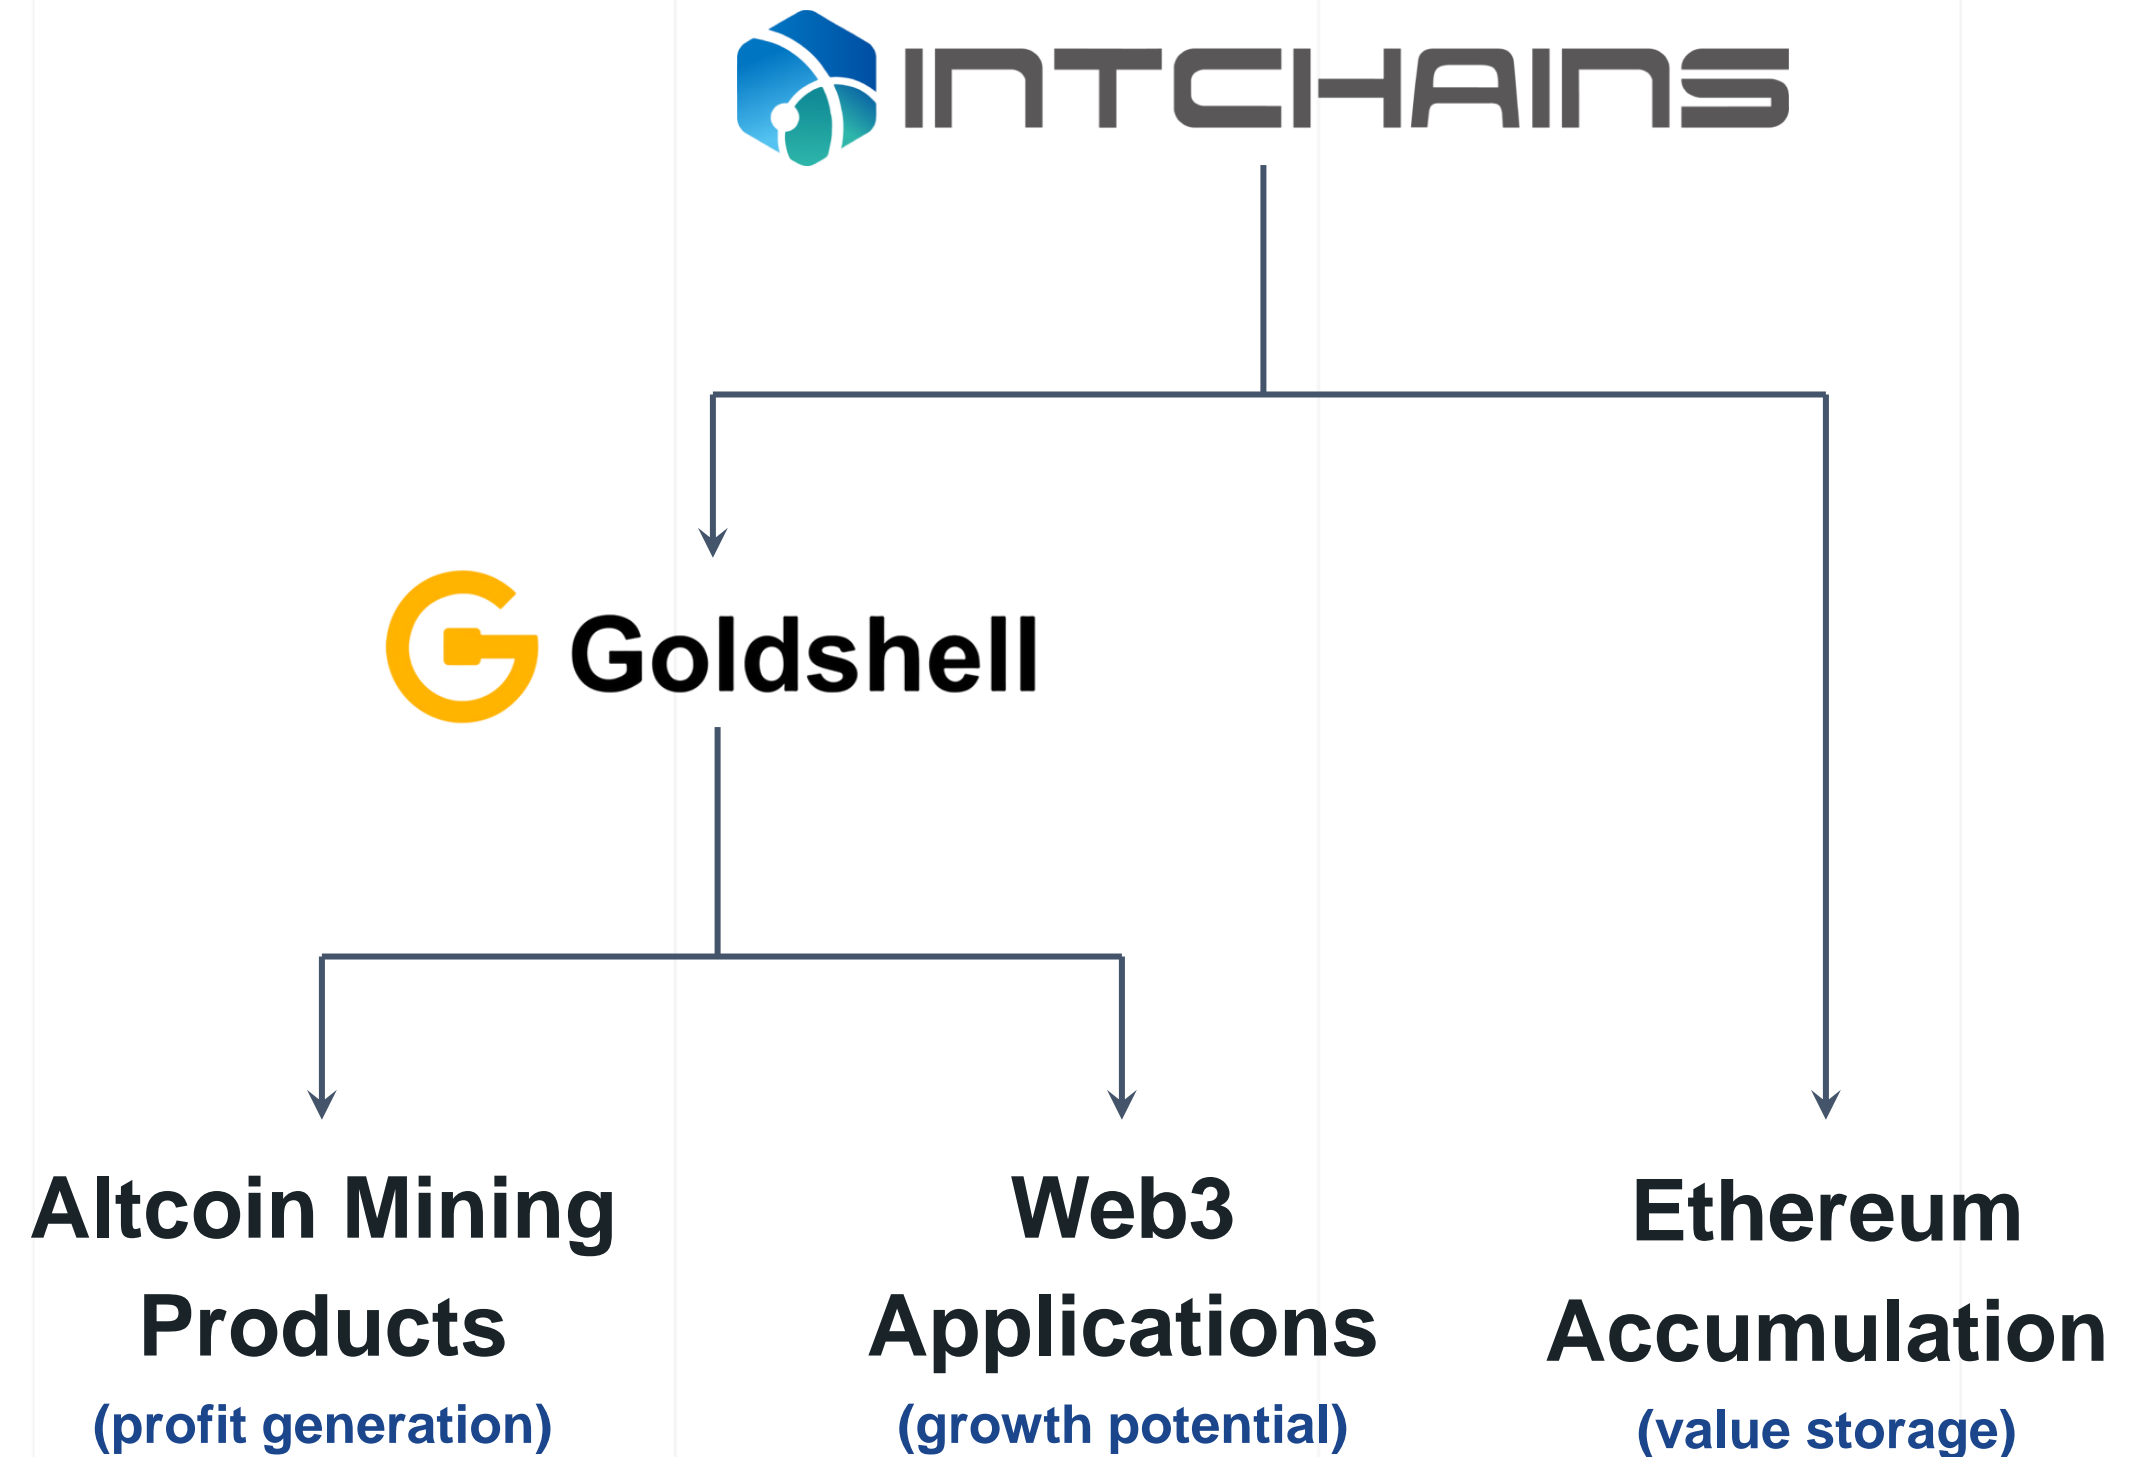 INTCHAINS
Goldshell
Altcoin Mining
Products
(profit generation)
Web3
Applications
(growth potential)
Ethereum
Accumulation
(value storage)